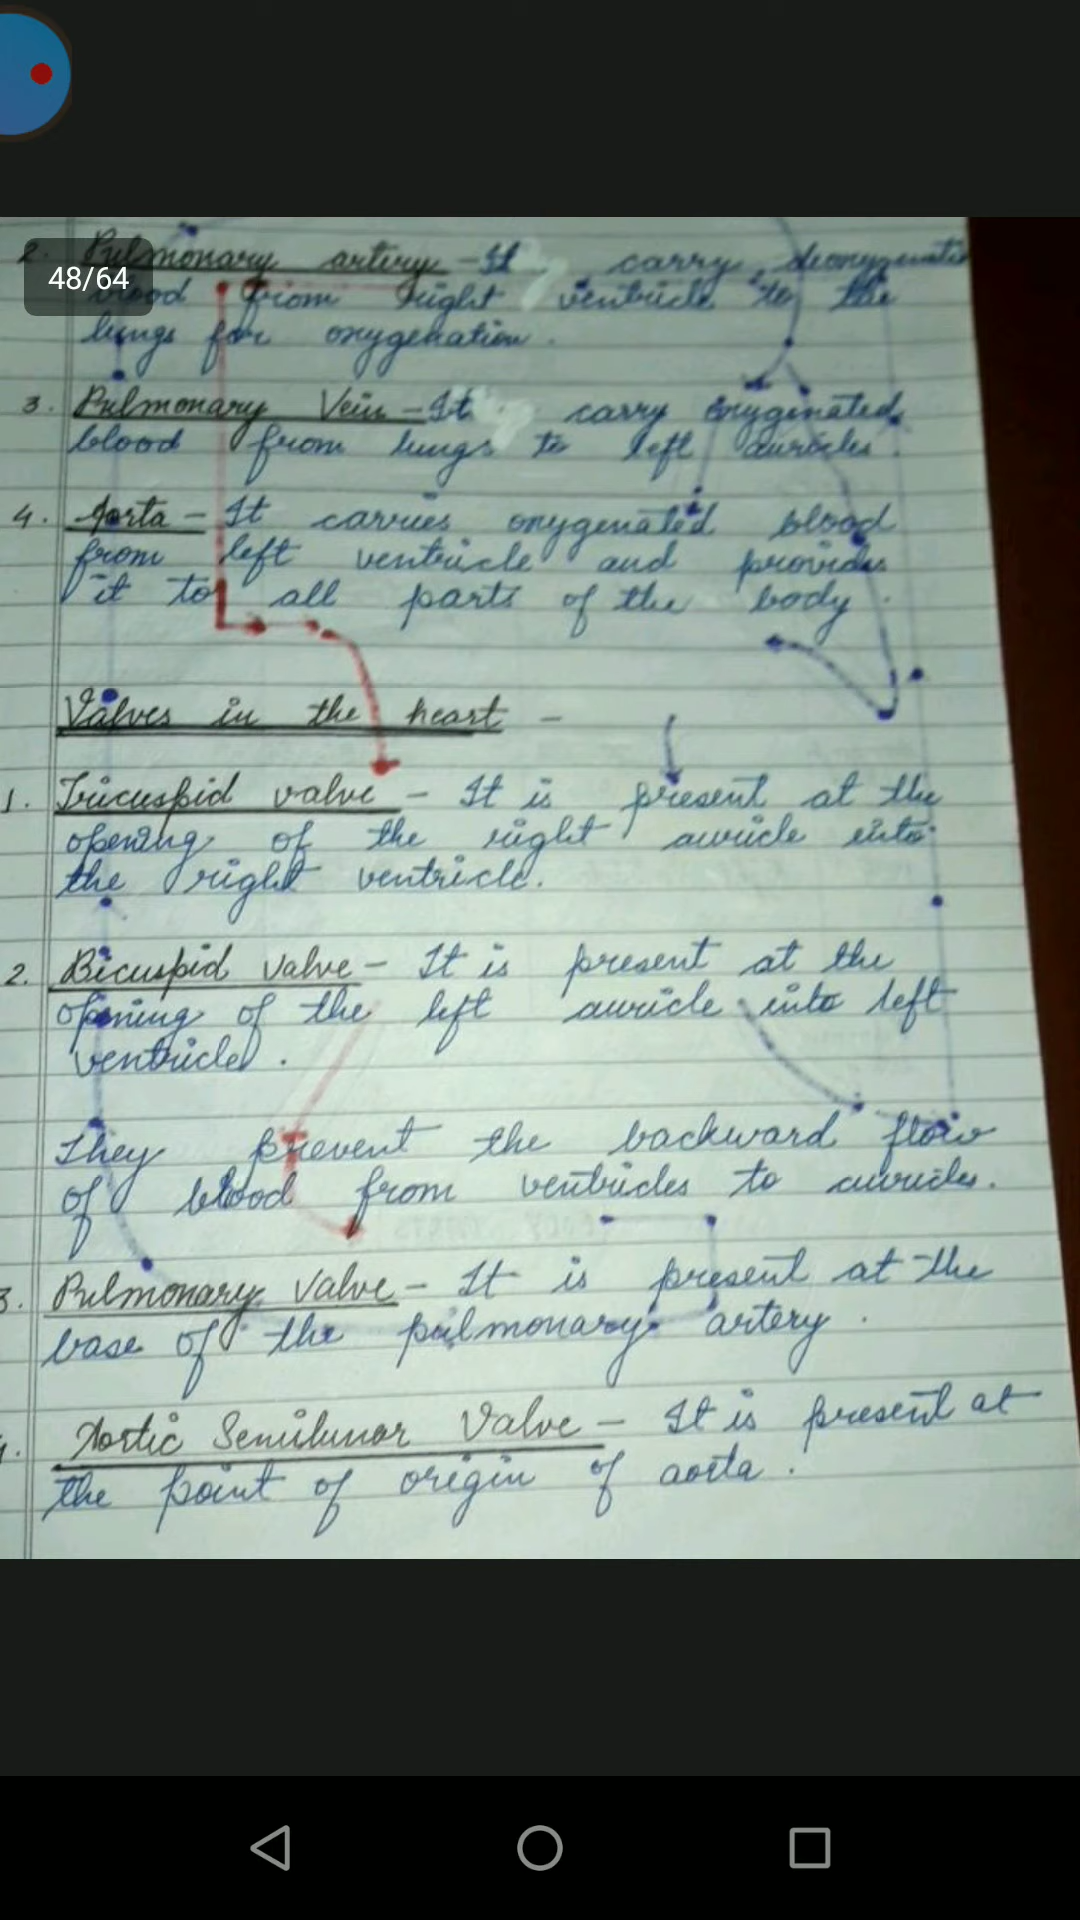 2. Pulmonary artery - It carry deoxygenated
48/64
blood from right ventricle to the
lungs for oxygenation.
3. Pulmonary Vein - It carry oxyginated
blood from lungs to left auricles.
4. Aorta - It carries oxygenated blood
from left ventricle and provides
it to all parts of the body.
Valves in the heart -
1. Tricuspid valve - It is present at the
opening of the right auricle into
the right ventricle.
2. Bicuspid valve - It is present at the
opening of the left auricle into left
ventricle.
They prevent the backward flow
of blood from ventricles to auricles.
3. Pulmonary Valve - It is present at the
base of the pulmonary artery.
4. Aortic Semilunar Valve - It is present at
the point of origin of aorta.